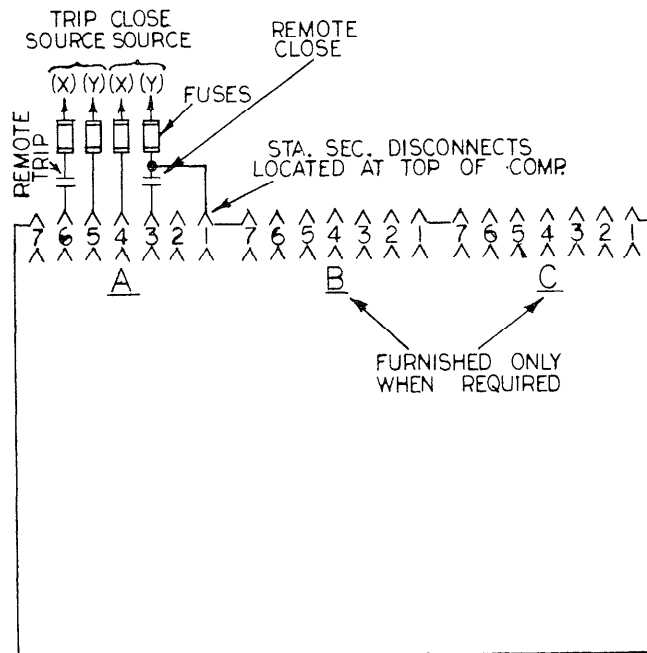 TRIP CLOSE
SOURCE SOURCE
REMOTE
CLOSE
(X) (Y) (X) (Y)
FUSES
REMOTE
TRIP
STA. SEC. DISCONNECTS
LOCATED AT TOP OF COMP.
7 6 5 4 3 2 1 7 6 5 4 3 2 1 7 6 5 4 3 2 1
A B C
FURNISHED ONLY
WHEN REQUIRED